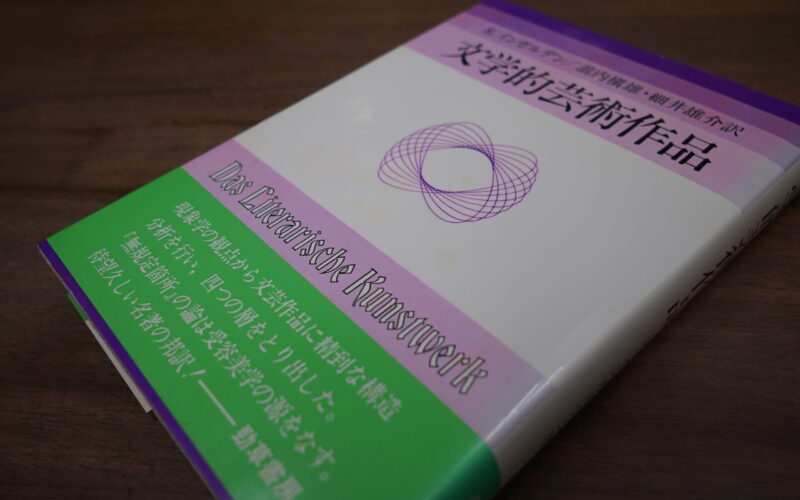 R.インガルデン/瀧内槇雄・細井雄介訳
文学的芸術作品
Das Literarische Kunstwerk
現象学の観点から文芸作品に精到な構造
分析を行い,四つの層をとり出した。
『無規定箇所』の論は受容美学の源をなす。
待望久しい名著の邦訳!――勁草書房